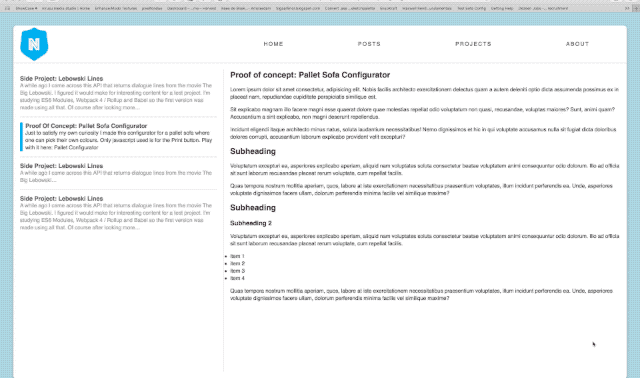 N
HOME
POSTS
PROJECTS
ABOUT
Side Project: Lebowski Lines
A while ago I came across this API that returns dialogue lines from the movie The
Big Lebowski. I figured it would make for interesting content for a test project. I'm
studying ES6 Modules, Webpack 4 / Rollup and Babel so the first version was
made using all that. Of course after looking more...
Proof Of Concept: Pallet Sofa Configurator
Just to satisfy my own curiosity I made this configurator for a pallet sofa where
one can pick their own colours. Only javascript used is for the Print button. Play
with it here: Pallet Configurator
Side Project: Lebowski Lines
A while ago I came across this API that returns dialogue lines from the movie The
Big Lebowski...
Side Project: Lebowski Lines
A while ago I came across this API that returns dialogue lines from the movie The
Big Lebowski. I figured it would make for interesting content for a test project. I'm
studying ES6 Modules, Webpack 4 / Rollup and Babel so the first version was
made using all that. Of course after looking more...
Proof of concept: Pallet Sofa Configurator
Lorem ipsum dolor sit amet consectetur, adipisicing elit. Nobis facilis architecto exercitationem delectus quam a autem deleniti optio dicta assumenda possimus ex in
placeat nam, repudiandae cupiditate perspiciatis similique est.
Sit explicabo magnam illo facere magni esse quaerat dolore quae molestias repellat odio voluptatum non quasi, recusandae, voluptas maiores? Sunt, animi quam?
Accusantium a sint explicabo, non magni deserunt repellendus.
Incidunt eligendi itaque architecto minus natus, soluta laudantium necessitatibus! Nemo dignissimos et hic in qui voluptate accusamus nulla sit fugiat dicta doloribus
dolores corrupti, accusantium laborum explicabo provident velit excepturi?
Subheading
Voluptatum excepturi ea, asperiores explicabo aperiam, aliquid nam voluptates soluta consectetur beatae voluptatem animi consequuntur odio dolorum. Illo ad officia
sit sunt laborum recusandae placeat rerum voluptate, cum repellat facilis.
Quas tempora nostrum mollitia aperiam, quos, labore at iste exercitationem necessitatibus praesentium voluptates, illum incidunt perferendis ea. Unde, asperiores
voluptate dignissimos facere ullam, dolorum perferendis minima facilis vel similique maxime?
Subheading
Subheading 2
Voluptatum excepturi ea, asperiores explicabo aperiam, aliquid nam voluptates soluta consectetur beatae voluptatem animi consequuntur odio dolorum. Illo ad officia
sit sunt laborum recusandae placeat rerum voluptate, cum repellat facilis.
Item 1
Item 2
Item 3
Item 4
Quas tempora nostrum mollitia aperiam, quos, labore at iste exercitationem necessitatibus praesentium voluptates, illum incidunt perferendis ea. Unde, asperiores
voluptate dignissimos facere ullam, dolorum perferendis minima facilis vel similique maxime?